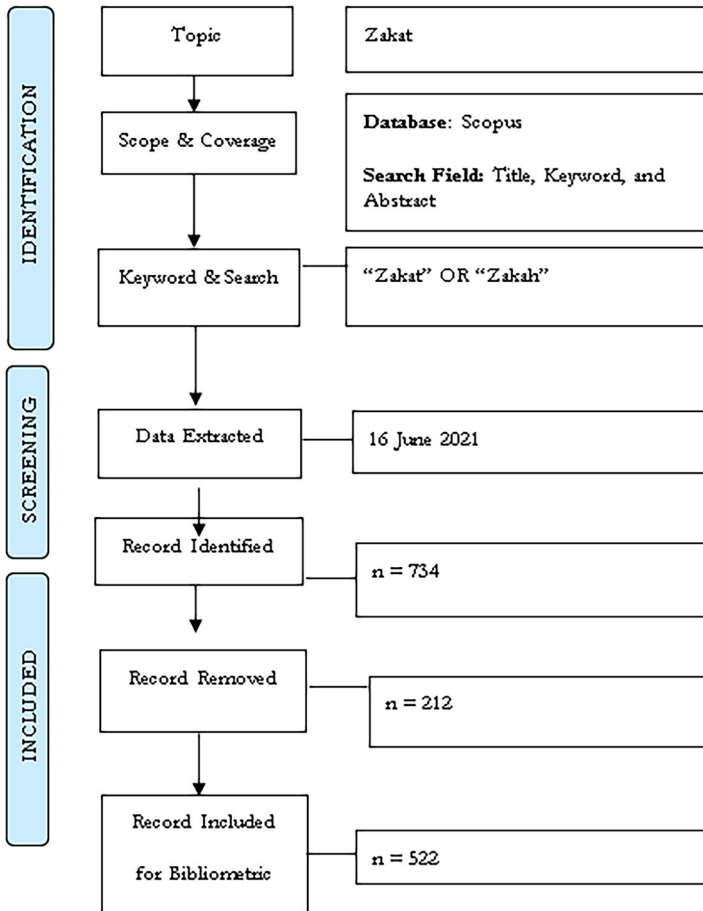 IDENTIFICATION
Topic
Zakat
Scope & Coverage
Database: Scopus
Search Field: Title, Keyword, and
Abstract
Keyword & Search
“Zakat” OR “Zakah”
SCREENING
Data Extracted
16 June 2021
Record Identified
n = 734
INCLUDED
Record Removed
n = 212
Record Included
for Bibliometric
n = 522